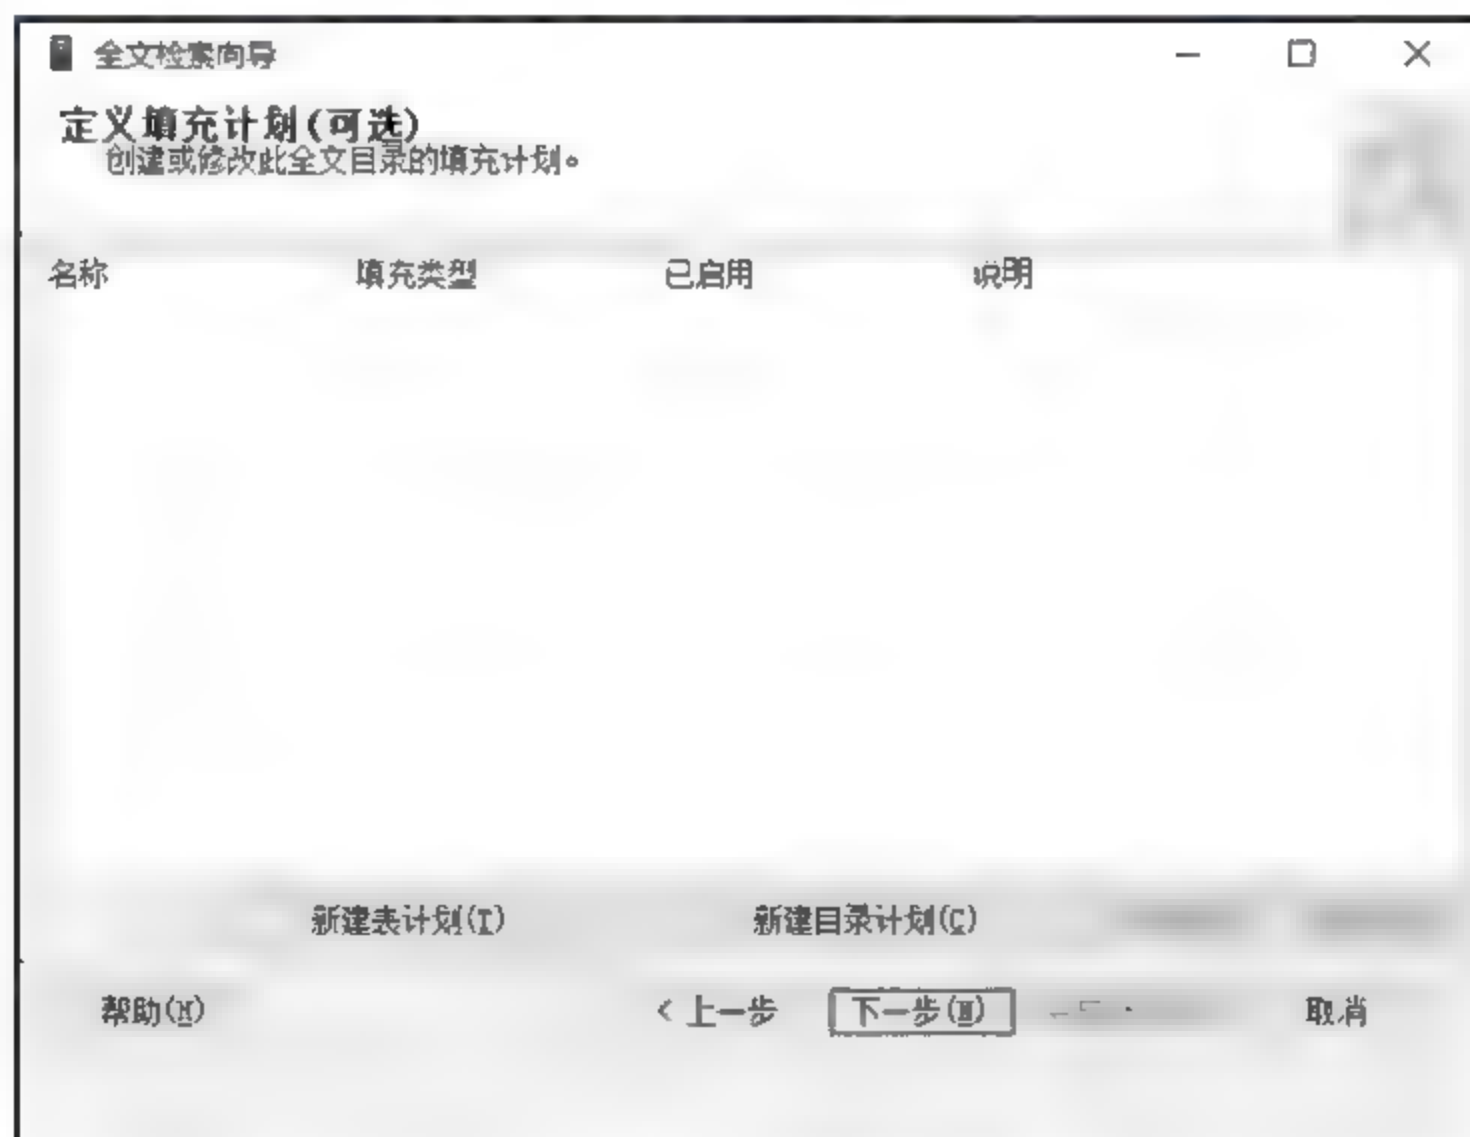 全文检索向导
定义填充计划(可选)
创建或修改此全文目录的填充计划。
名称 填充类型 已启用 说明
新建表计划(T) 新建目录计划(C)
帮助(H) < 上一步 下一步(N) 取消